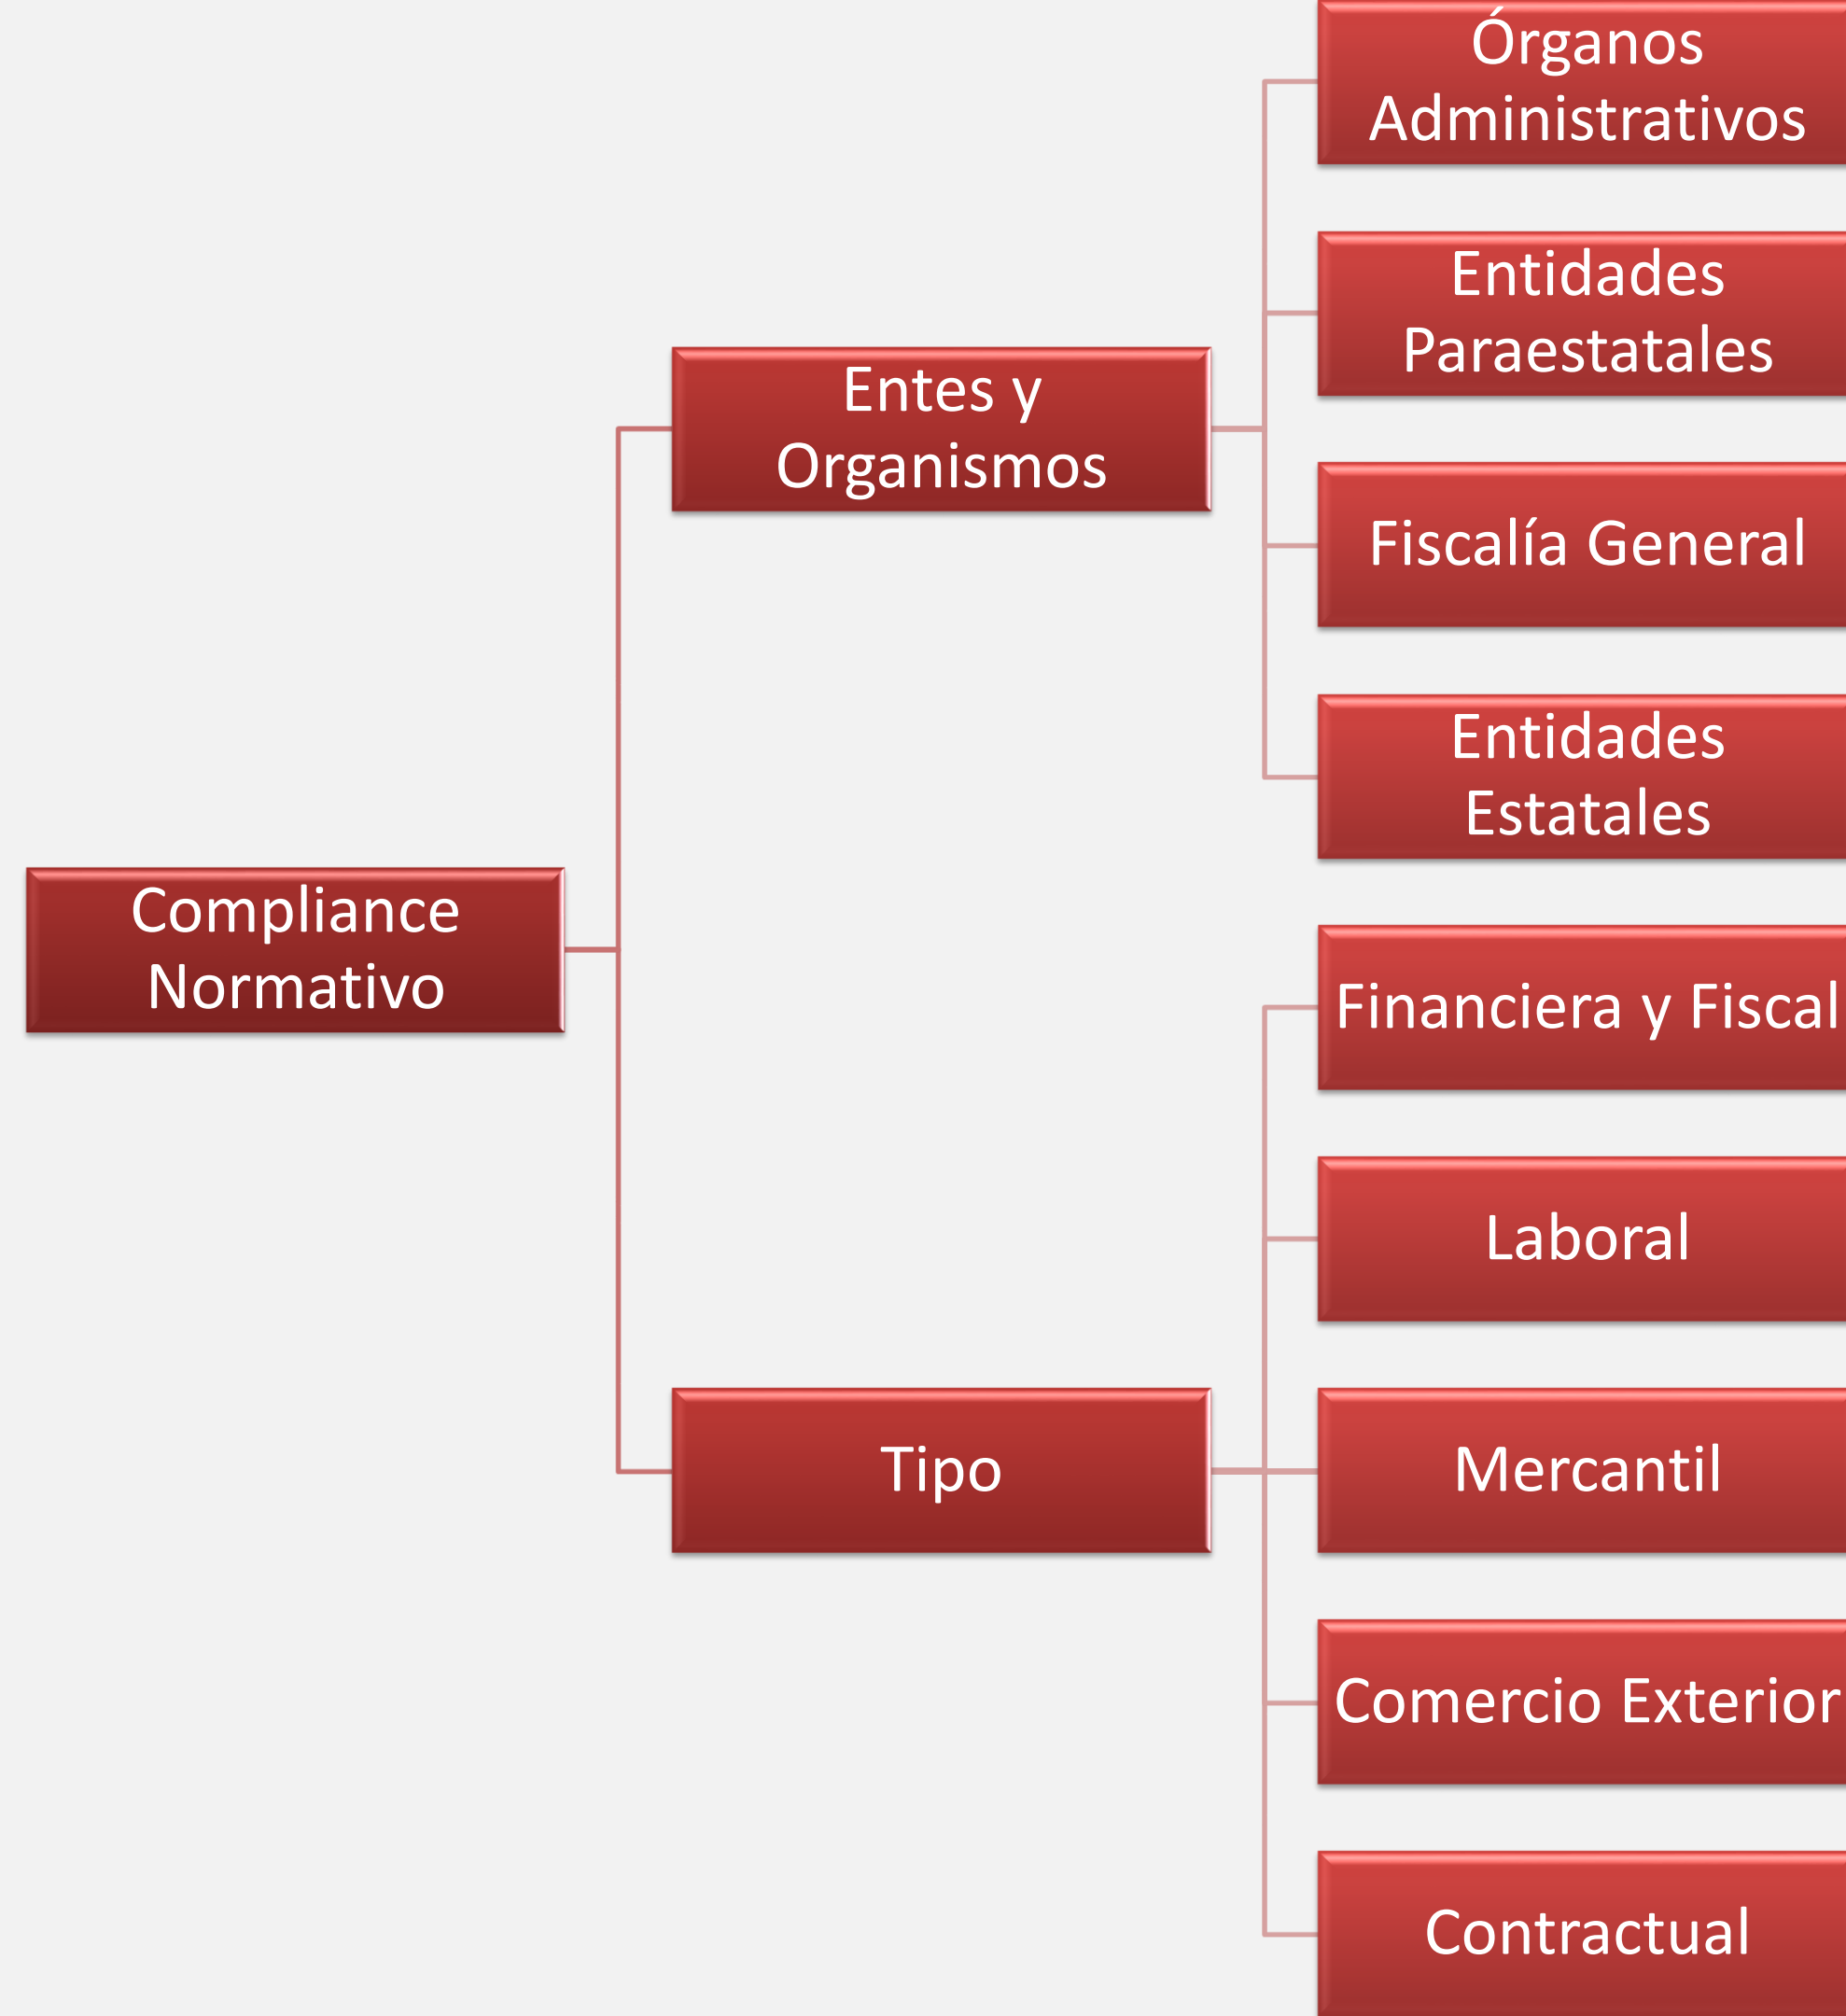 Compliance
Normativo
Entes y
Organismos
Órganos
Administrativos
Entidades
Paraestatales
Fiscalía General
Entidades
Estatales
Tipo
Financiera y Fiscal
Laboral
Mercantil
Comercio Exterior
Contractual